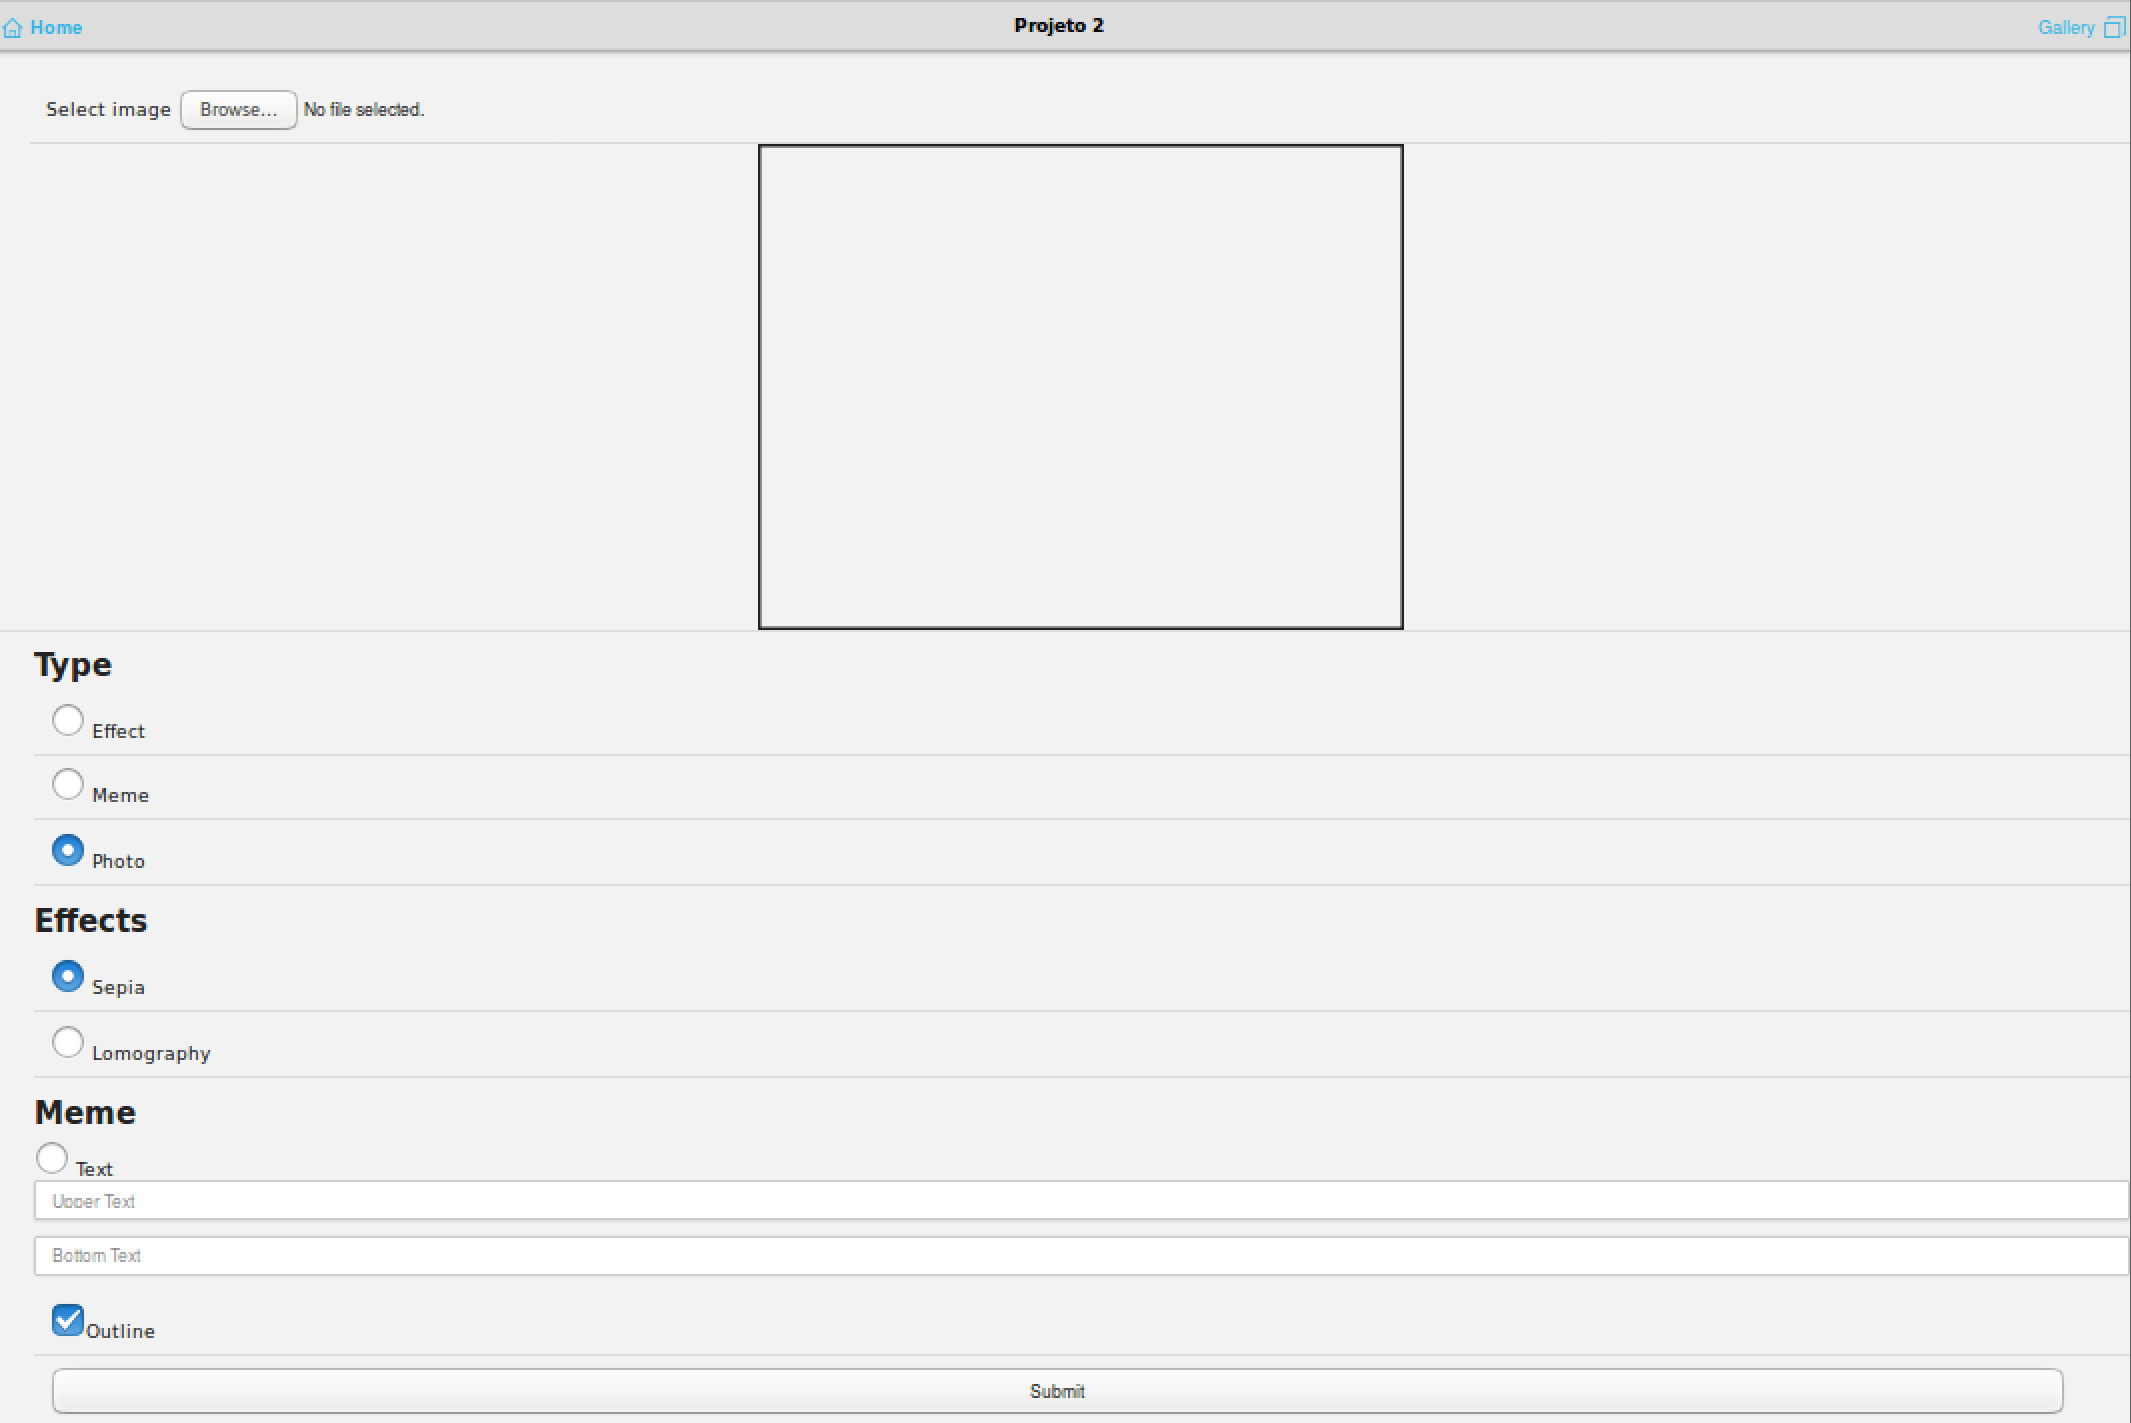 Home Projeto 2 Gallery
Select image Browse... No file selected.
Type
Effect
Meme
Photo
Effects
Sepia
Lomography
Meme
Text
Upper Text
Bottom Text
Outline
Submit